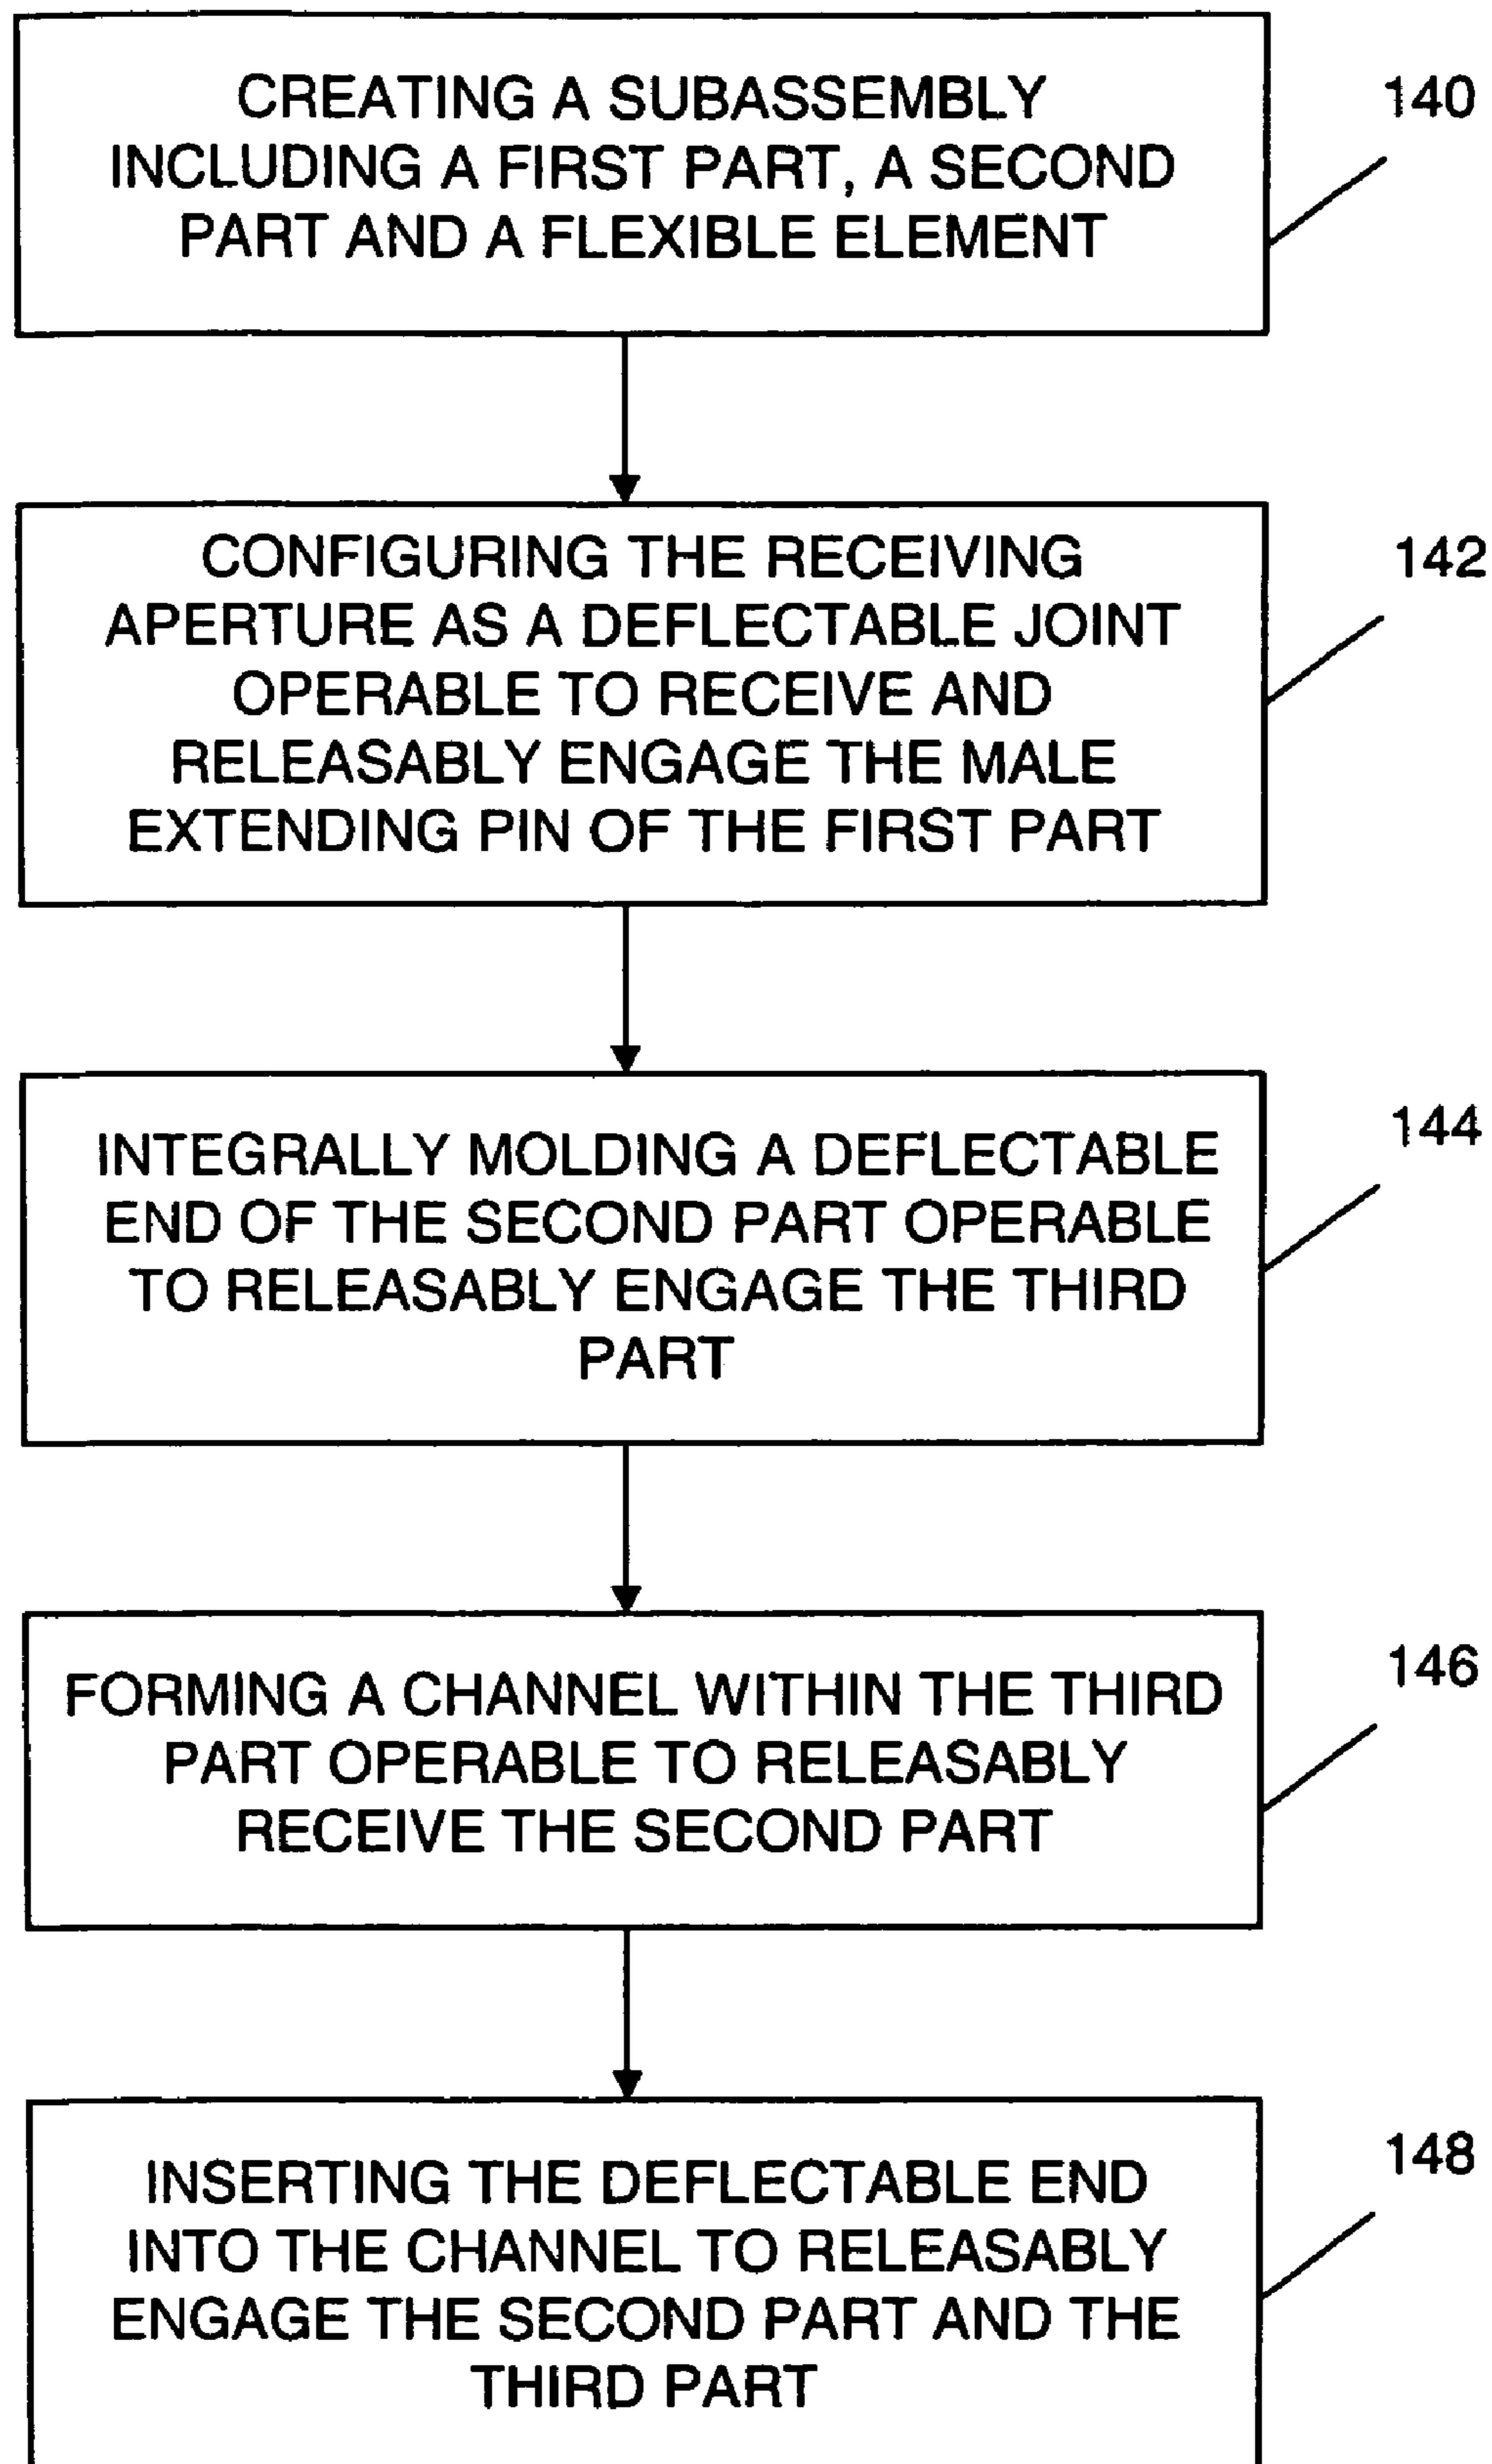 CREATING A SUBASSEMBLY
INCLUDING A FIRST PART, A SECOND
PART AND A FLEXIBLE ELEMENT
140
CONFIGURING THE RECEIVING
APERTURE AS A DEFLECTABLE JOINT
OPERABLE TO RECEIVE AND
RELEASABLY ENGAGE THE MALE
EXTENDING PIN OF THE FIRST PART
142
INTEGRALLY MOLDING A DEFLECTABLE
END OF THE SECOND PART OPERABLE
TO RELEASABLY ENGAGE THE THIRD
PART
144
FORMING A CHANNEL WITHIN THE THIRD
PART OPERABLE TO RELEASABLY
RECEIVE THE SECOND PART
146
INSERTING THE DEFLECTABLE END
INTO THE CHANNEL TO RELEASABLY
ENGAGE THE SECOND PART AND THE
THIRD PART
148